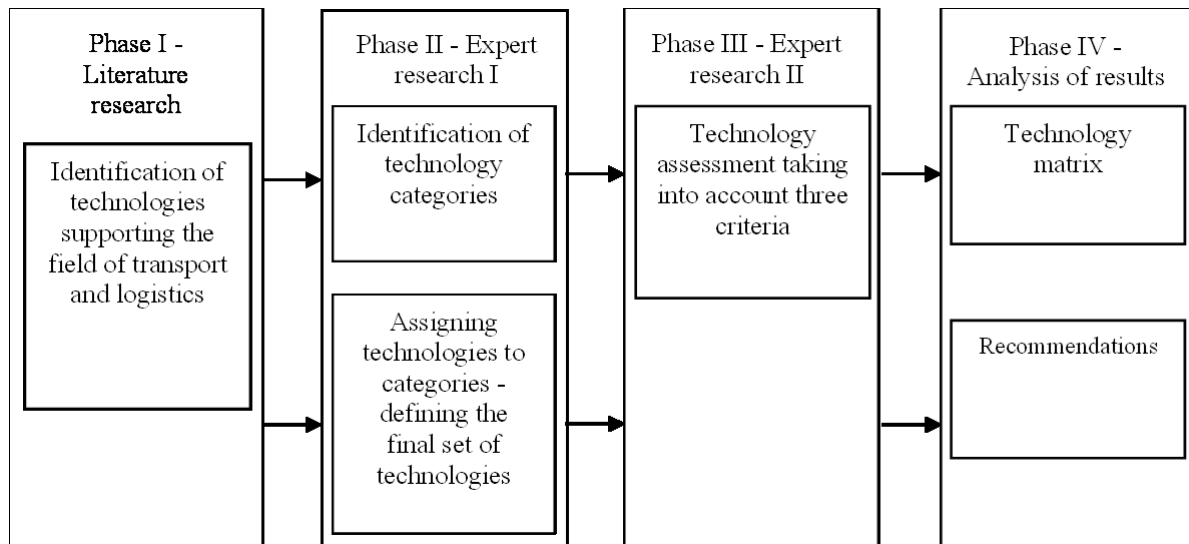 Phase I -
Literature
research
Identification of
technologies
supporting the
field of transport
and logistics
Phase II - Expert
research I
Identification of
technology
categories
Assigning
technologies to
categories -
defining the
final set of
technologies
Phase III - Expert
research II
Technology
assessment taking
into account three
criteria
Phase IV -
Analysis of results
Technology
matrix
Recommendations